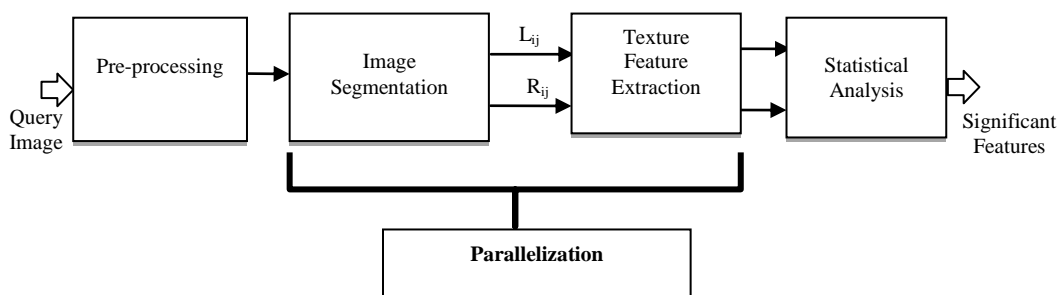 Query
Image
Pre-processing
Image
Segmentation
L_ij
R_ij
Texture
Feature
Extraction
Statistical
Analysis
Significant
Features
Parallelization